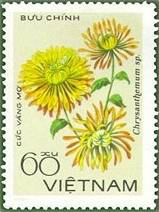 BƯU CHÍNH
CÚC VÀNG MƠ
Chrysanthemum sp.
60 XU
VIỆTNAM